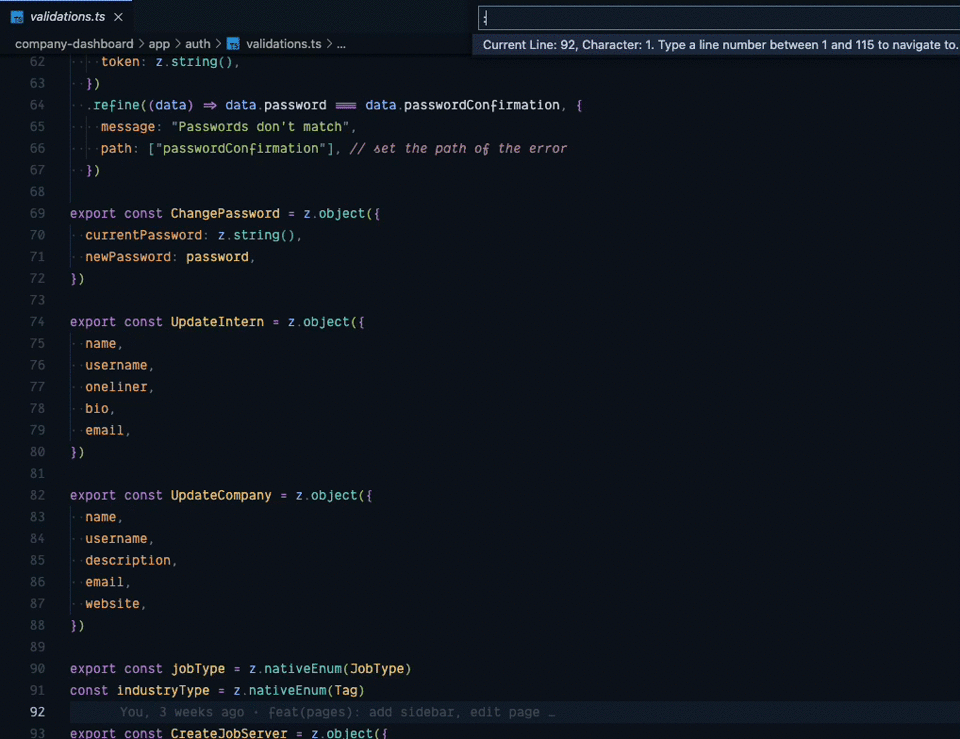 validations.ts ×
:
company-dashboard > app > auth > TS validations.ts > ...
Current Line: 92, Character: 1. Type a line number between 1 and 115 to navigate to.
62 token: z.string(),
63 })
64 .refine((data) => data.password === data.passwordConfirmation, {
65 message: "Passwords don't match",
66 path: ["passwordConfirmation"], // set the path of the error
67 })
68
69 export const ChangePassword = z.object({
70 currentPassword: z.string(),
71 newPassword: password,
72 })
73
74 export const UpdateIntern = z.object({
75 name,
76 username,
77 oneliner,
78 bio,
79 email,
80 })
81
82 export const UpdateCompany = z.object({
83 name,
84 username,
85 description,
86 email,
87 website,
88 })
89
90 export const jobType = z.nativeEnum(JobType)
91 const industryType = z.nativeEnum(Tag)
92 You, 3 weeks ago · feat(pages): add sidebar, edit page …
93 export const CreateJobServer = z.object({